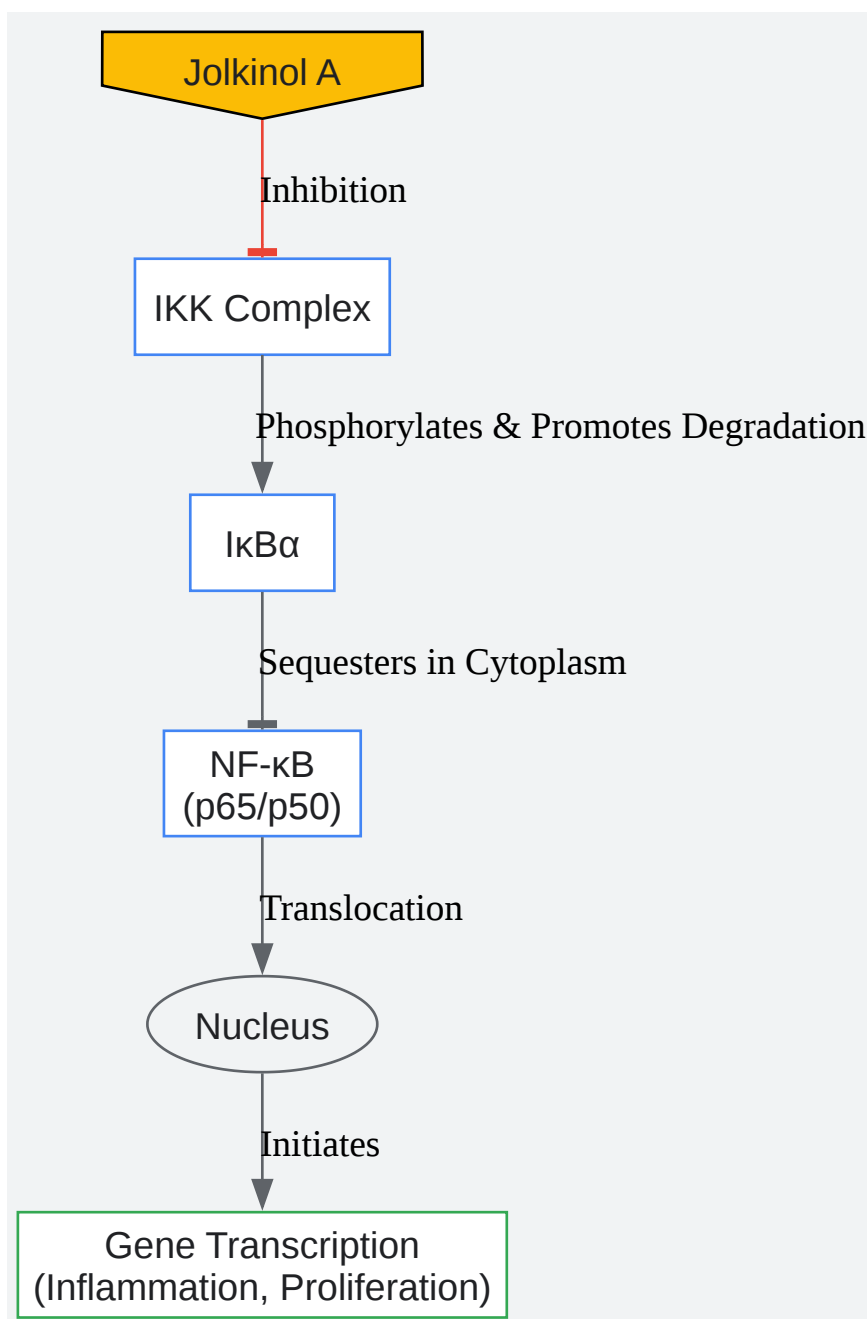 Jolkinol A
Inhibition
IKK Complex
Phosphorylates & Promotes Degradation
IκBα
Sequesters in Cytoplasm
NF-κB
(p65/p50)
Translocation
Nucleus
Initiates
Gene Transcription
(Inflammation, Proliferation)